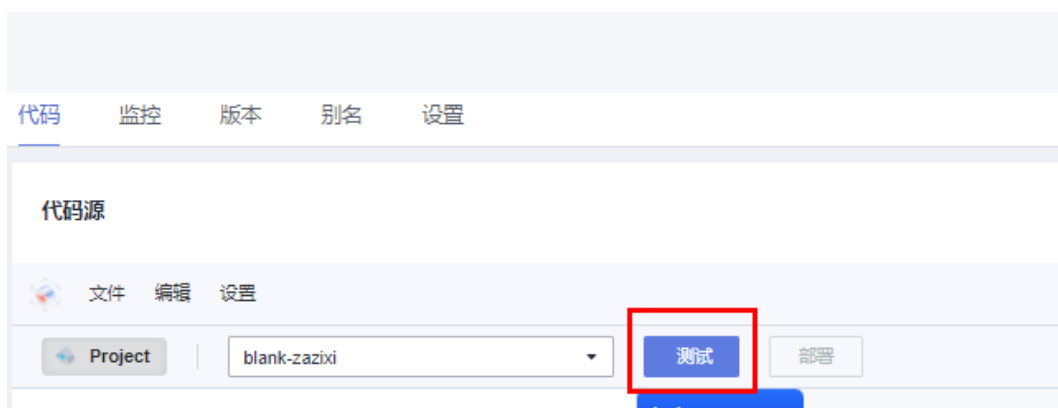 代码 监控 版本 别名 设置
代码源
文件 编辑 设置
Project blank-zazixi 测试 部署